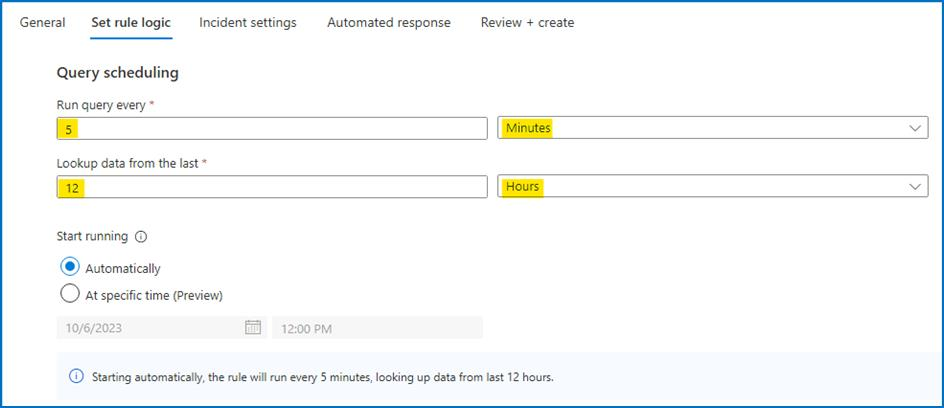 General Set rule logic Incident settings Automated response Review + create
Query scheduling
Run query every *
5 Minutes
Lookup data from the last *
12 Hours
Start running
Automatically
At specific time (Preview)
10/6/2023 12:00 PM
Starting automatically, the rule will run every 5 minutes, looking up data from last 12 hours.